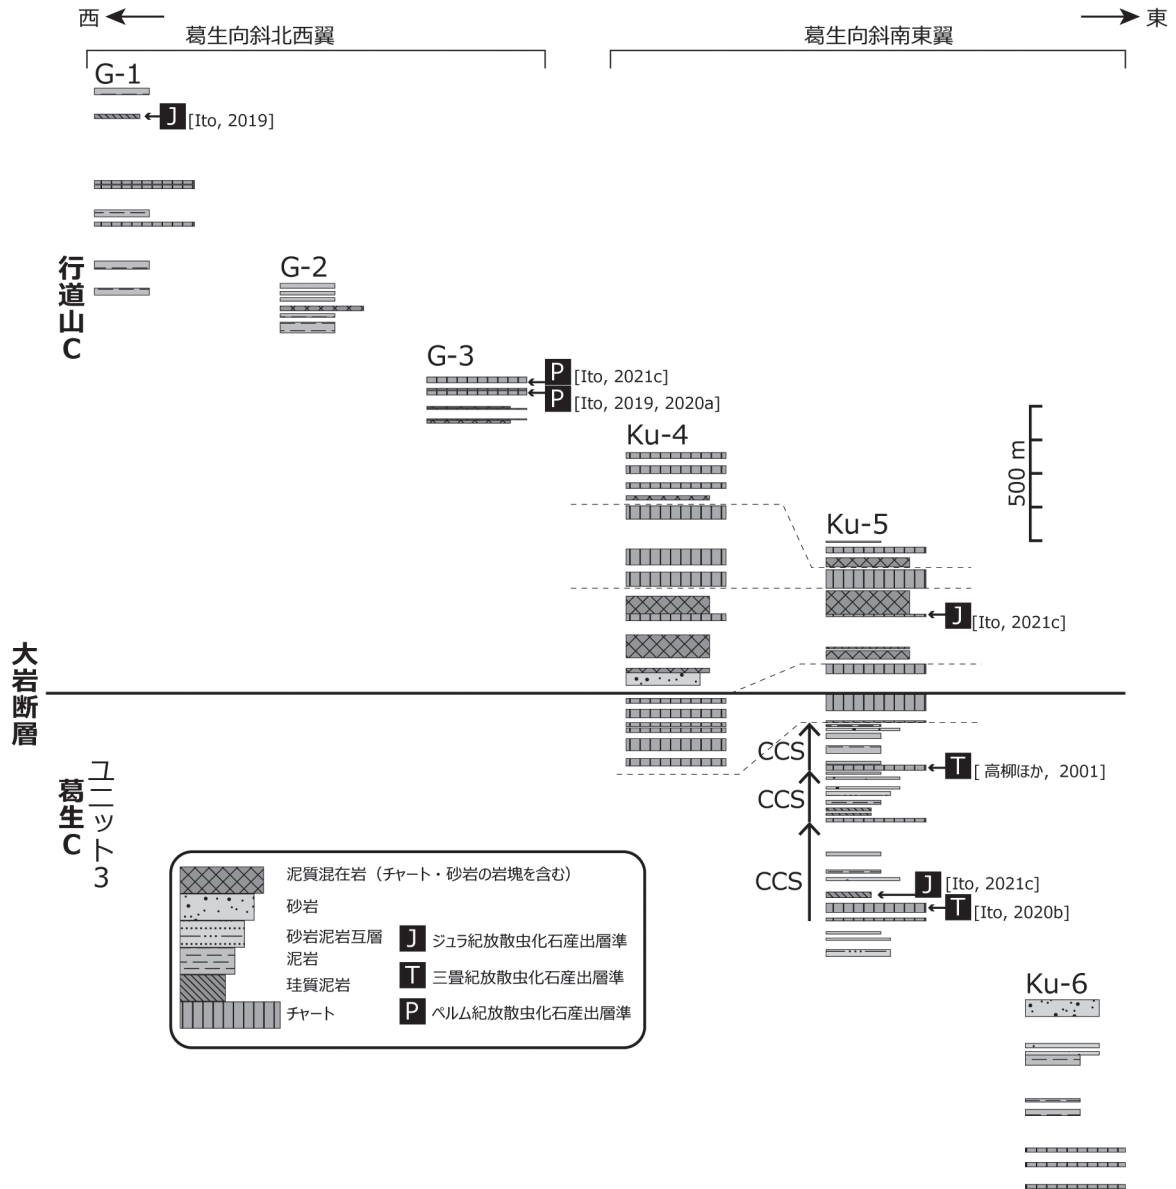 西
東
葛生向斜北西翼
葛生向斜南東翼
G-1
J [Ito, 2019]
行道山C
G-2
G-3
P [Ito, 2021c]
P [Ito, 2019, 2020a]
Ku-4
500 m
Ku-5
J [Ito, 2021c]
大岩断層
CCS
T [高柳ほか, 2001]
CCS
葛生C
ユニット3
CCS
J [Ito, 2021c]
T [Ito, 2020b]
泥質混在岩（チャート・砂岩の岩塊を含む）
砂岩
砂岩泥岩互層
泥岩
珪質泥岩
チャート
J ジュラ紀放散虫化石産出層準
T 三畳紀放散虫化石産出層準
P ペルム紀放散虫化石産出層準
Ku-6